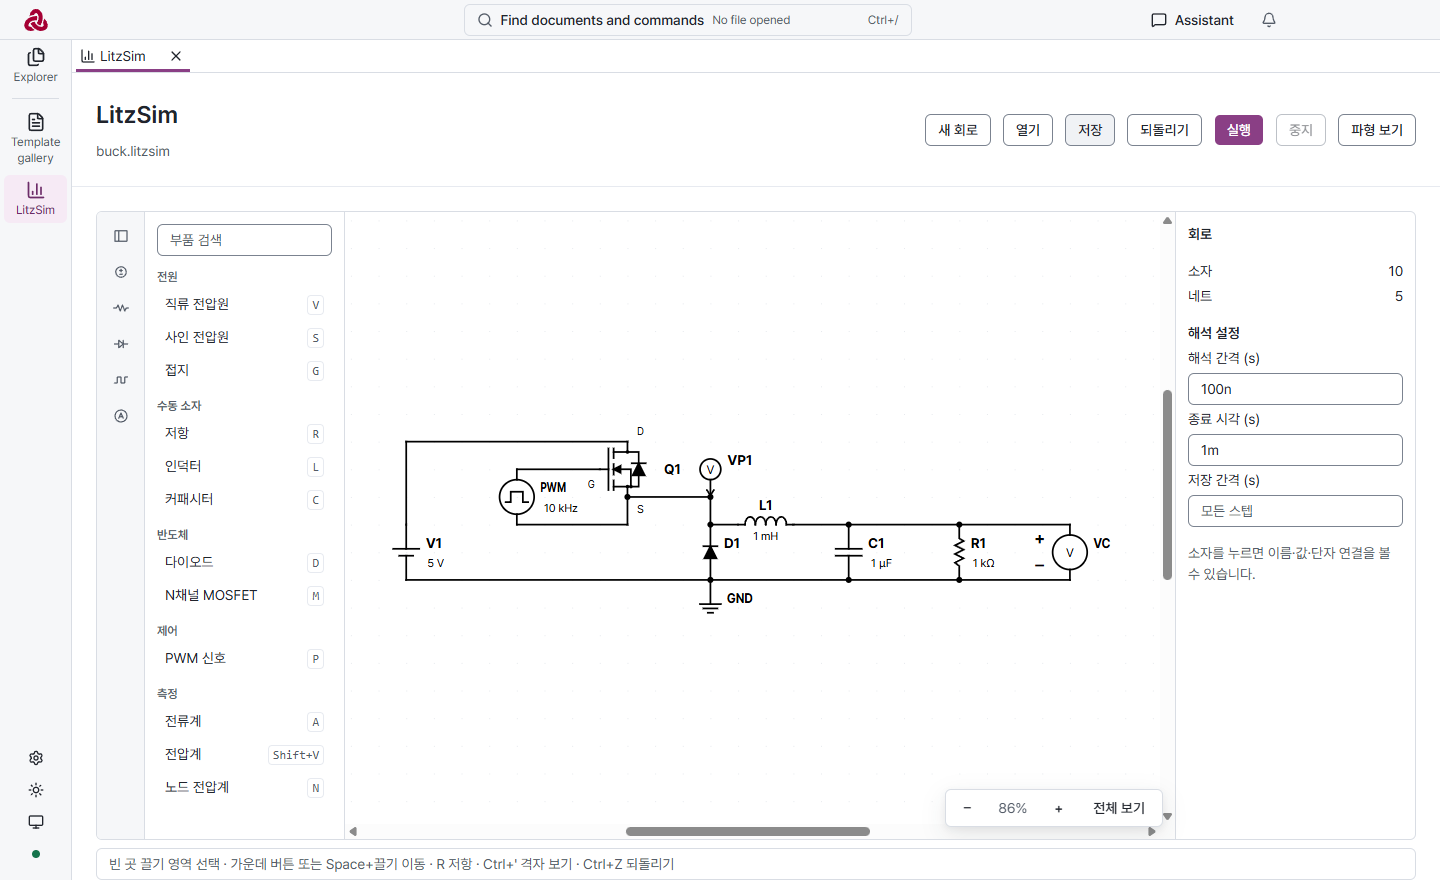 Find documents and commands No file opened Ctrl+/
Assistant
Explorer
Template gallery
LitzSim
LitzSim
LitzSim
buck.litzsim
새 회로
열기
저장
되돌리기
실행
중지
파형 보기
부품 검색
전원
직류 전압원 V
사인 전압원 S
접지 G
수동 소자
저항 R
인덕터 L
커패시터 C
반도체
다이오드 D
N채널 MOSFET M
제어
PWM 신호 P
측정
전류계 A
전압계 Shift+V
노드 전압계 N
D
Q1
G
S
PWM
10 kHz
V
VP1
L1
1 mH
V1
5 V
D1
C1
1 µF
R1
1 kΩ
+
−
V
VC
GND
− 86% + 전체 보기
회로
소자 10
네트 5
해석 설정
해석 간격 (s)
100n
종료 시각 (s)
1m
저장 간격 (s)
모든 스텝
소자를 누르면 이름·값·단자 연결을 볼
수 있습니다.
빈 곳 끌기 영역 선택 · 가운데 버튼 또는 Space+끌기 이동 · R 저항 · Ctrl+' 격자 보기 · Ctrl+Z 되돌리기